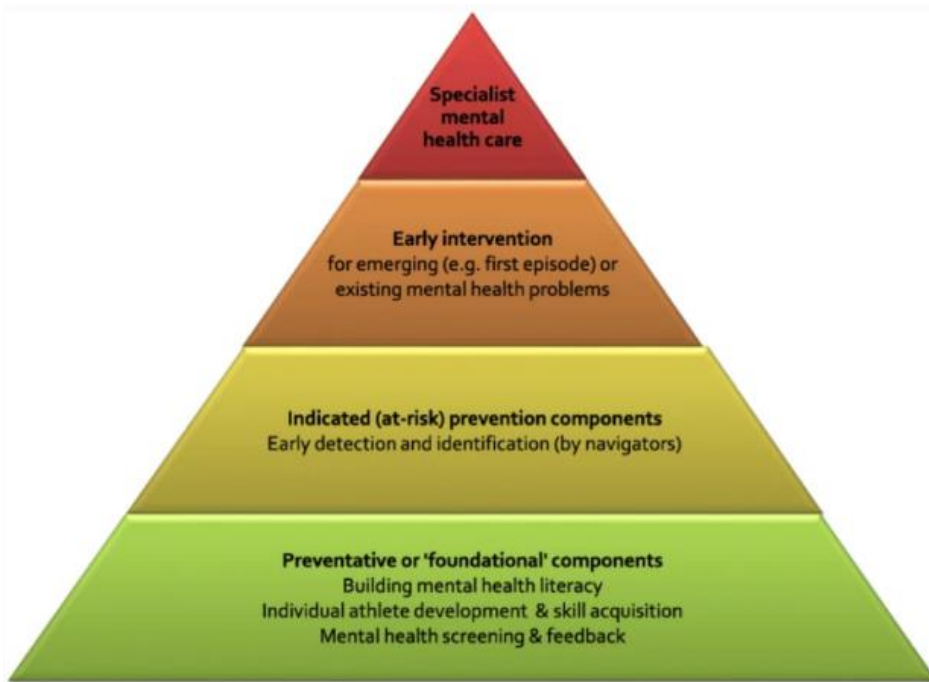 Specialist
mental
health care
Early intervention
for emerging (e.g. first episode) or
existing mental health problems
Indicated (at-risk) prevention components
Early detection and identification (by navigators)
Preventative or 'foundational' components
Building mental health literacy
Individual athlete development & skill acquisition
Mental health screening & feedback